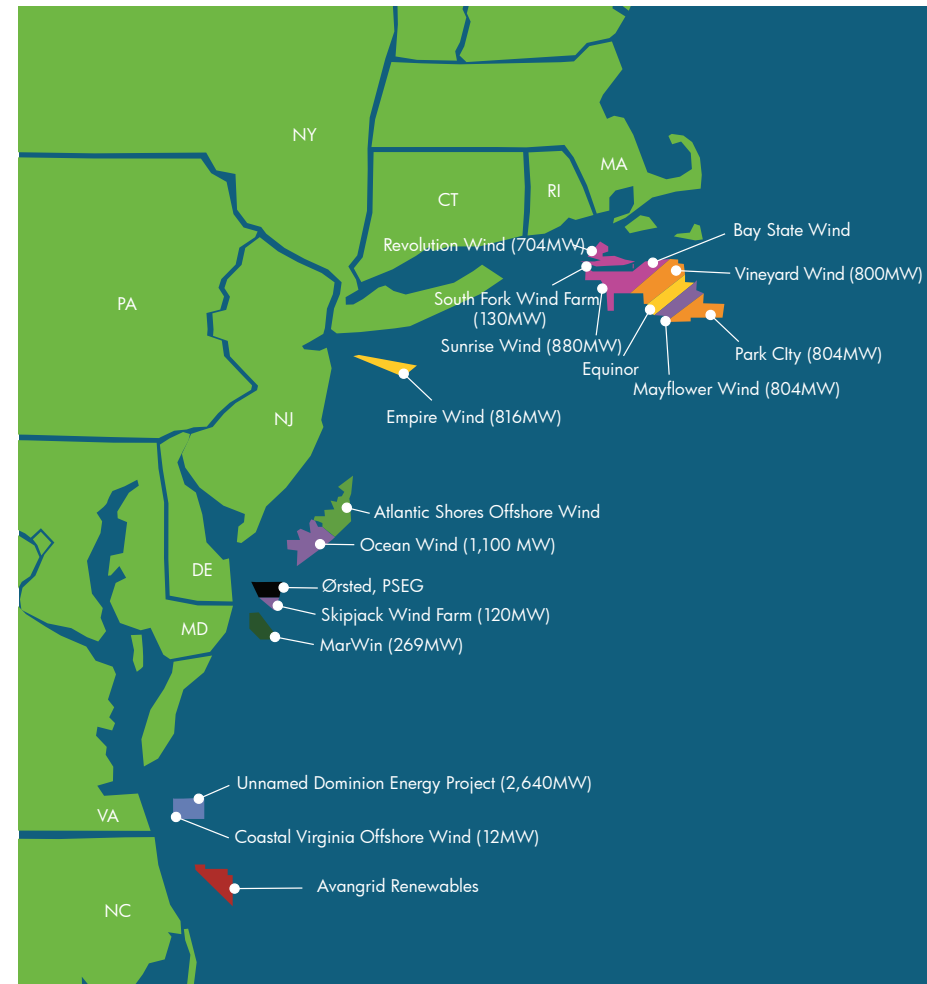 NY
MA
CT
RI
Bay State Wind
Revolution Wind (704MW)
Vineyard Wind (800MW)
South Fork Wind Farm
(130MW)
PA
Sunrise Wind (880MW)
Park CIty (804MW)
Equinor
Mayflower Wind (804MW)
NJ
Empire Wind (816MW)
Atlantic Shores Offshore Wind
Ocean Wind (1,100 MW)
DE
Ørsted, PSEG
Skipjack Wind Farm (120MW)
MD
MarWin (269MW)
Unnamed Dominion Energy Project (2,640MW)
VA
Coastal Virginia Offshore Wind (12MW)
Avangrid Renewables
NC